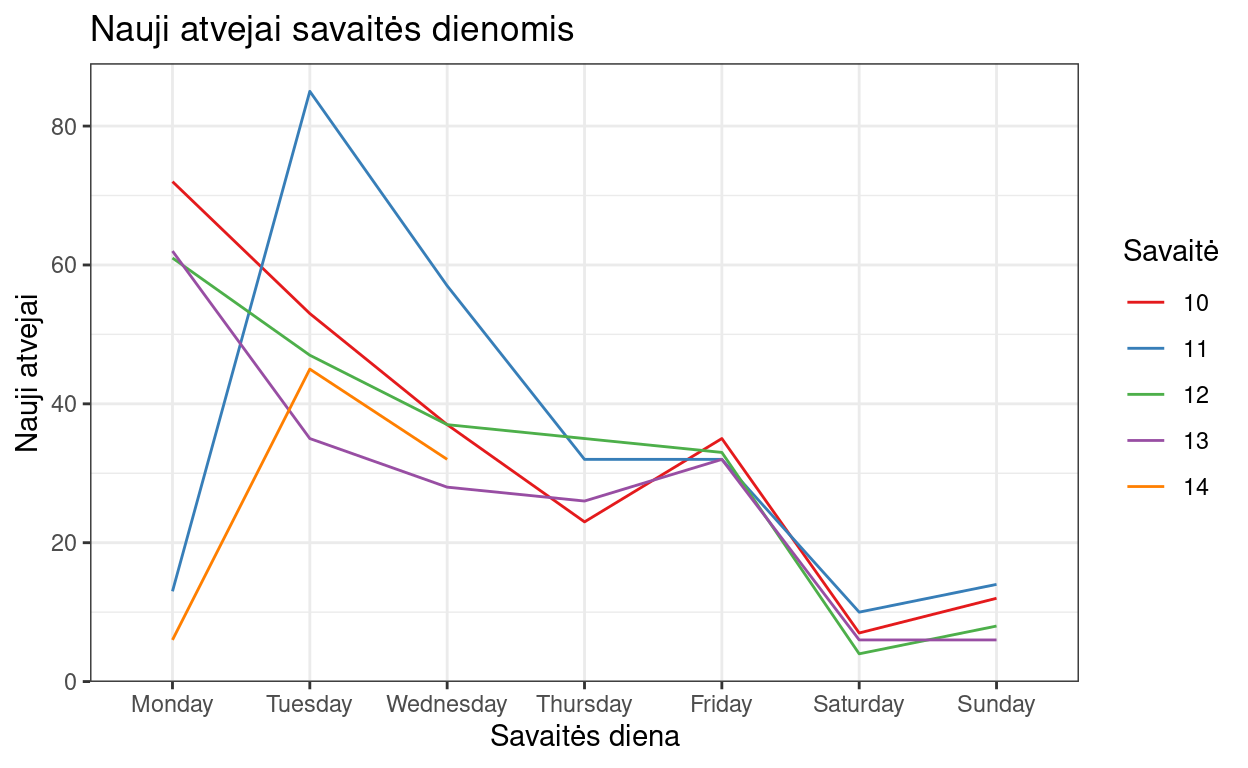 Nauji atvejai savaitės dienomis
Nauji atvejai
80
60
40
20
0
Monday Tuesday Wednesday Thursday Friday Saturday Sunday
Savaitės diena
Savaitė
10
11
12
13
14